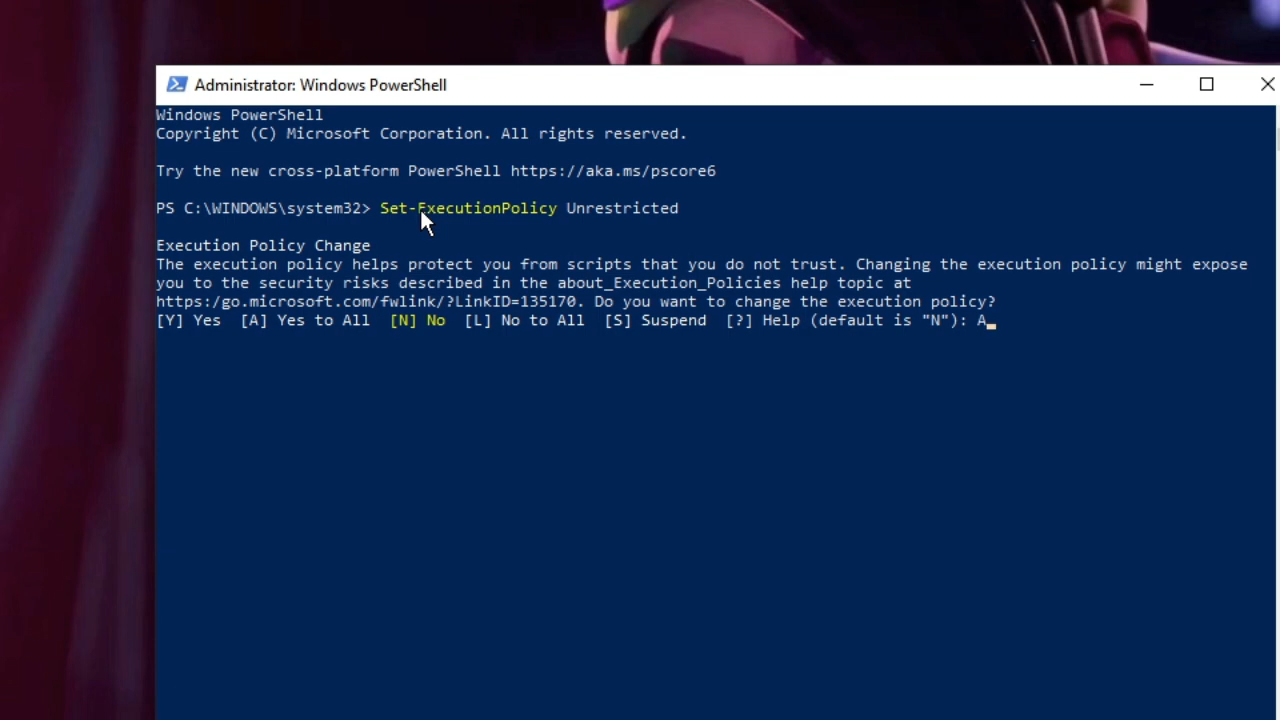 Administrator: Windows PowerShell
Windows PowerShell
Copyright (C) Microsoft Corporation. All rights reserved.
Try the new cross-platform PowerShell https://aka.ms/pscore6
PS C:\WINDOWS\system32> Set-ExecutionPolicy Unrestricted
Execution Policy Change
The execution policy helps protect you from scripts that you do not trust. Changing the execution policy might expose
you to the security risks described in the about_Execution_Policies help topic at
https:/go.microsoft.com/fwlink/?LinkID=135170. Do you want to change the execution policy?
[Y] Yes  [A] Yes to All  [N] No  [L] No to All  [S] Suspend  [?] Help (default is "N"): A